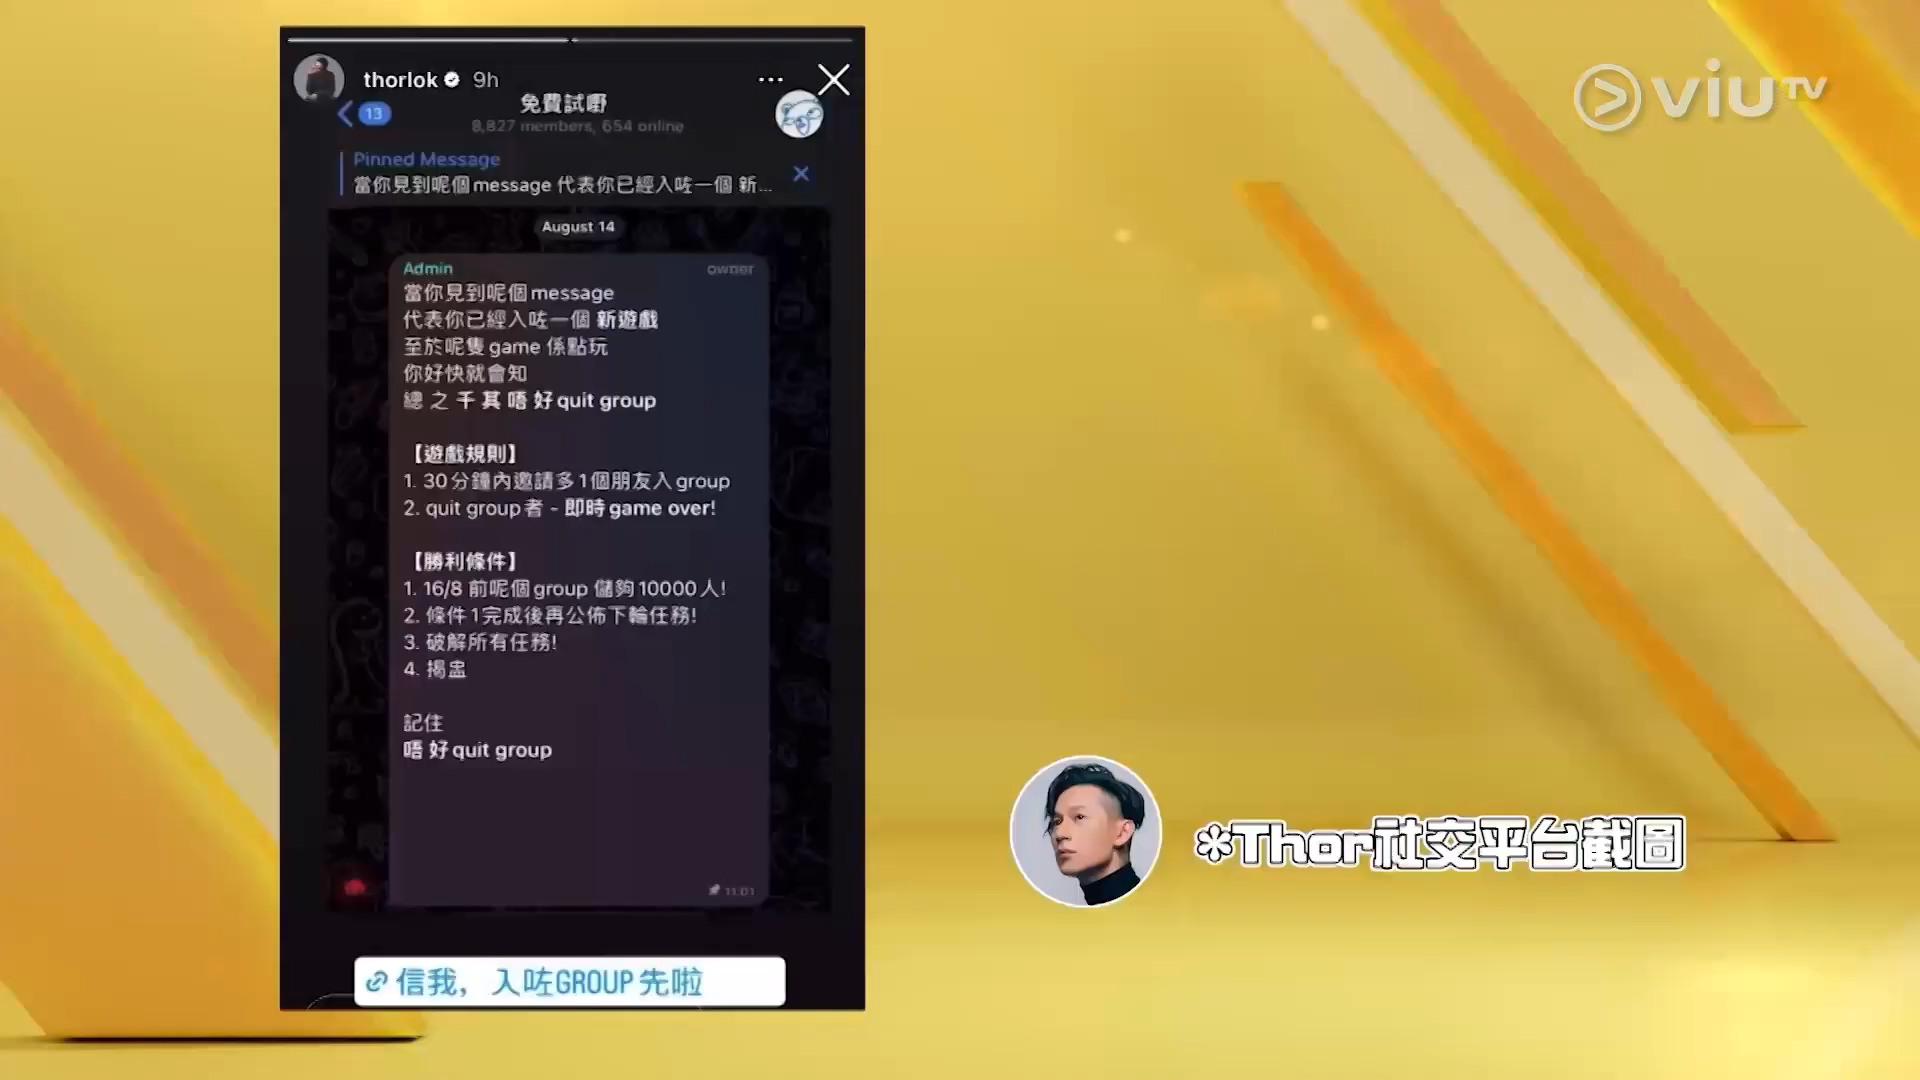 thorlok 9h
13
免費試嘢
8,827 members, 654 online
Pinned Message
當你見到呢個message 代表你已經入咗一個 新...
August 14
Admin owner
當你見到呢個message
代表你已經入咗一個 新遊戲
至於呢隻game 係點玩
你好快就會知
總之千其唔好quit group
【遊戲規則】
1. 30分鐘內邀請多1個朋友入group
2. quit group者 - 即時game over!
【勝利條件】
1. 16/8 前呢個group 儲夠10000人!
2. 條件1完成後再公佈下輪任務!
3. 破解所有任務!
4. 揭盅
記住
唔好quit group
11:01
信我，入咗GROUP先啦
viuTV
*Thor社交平台截圖